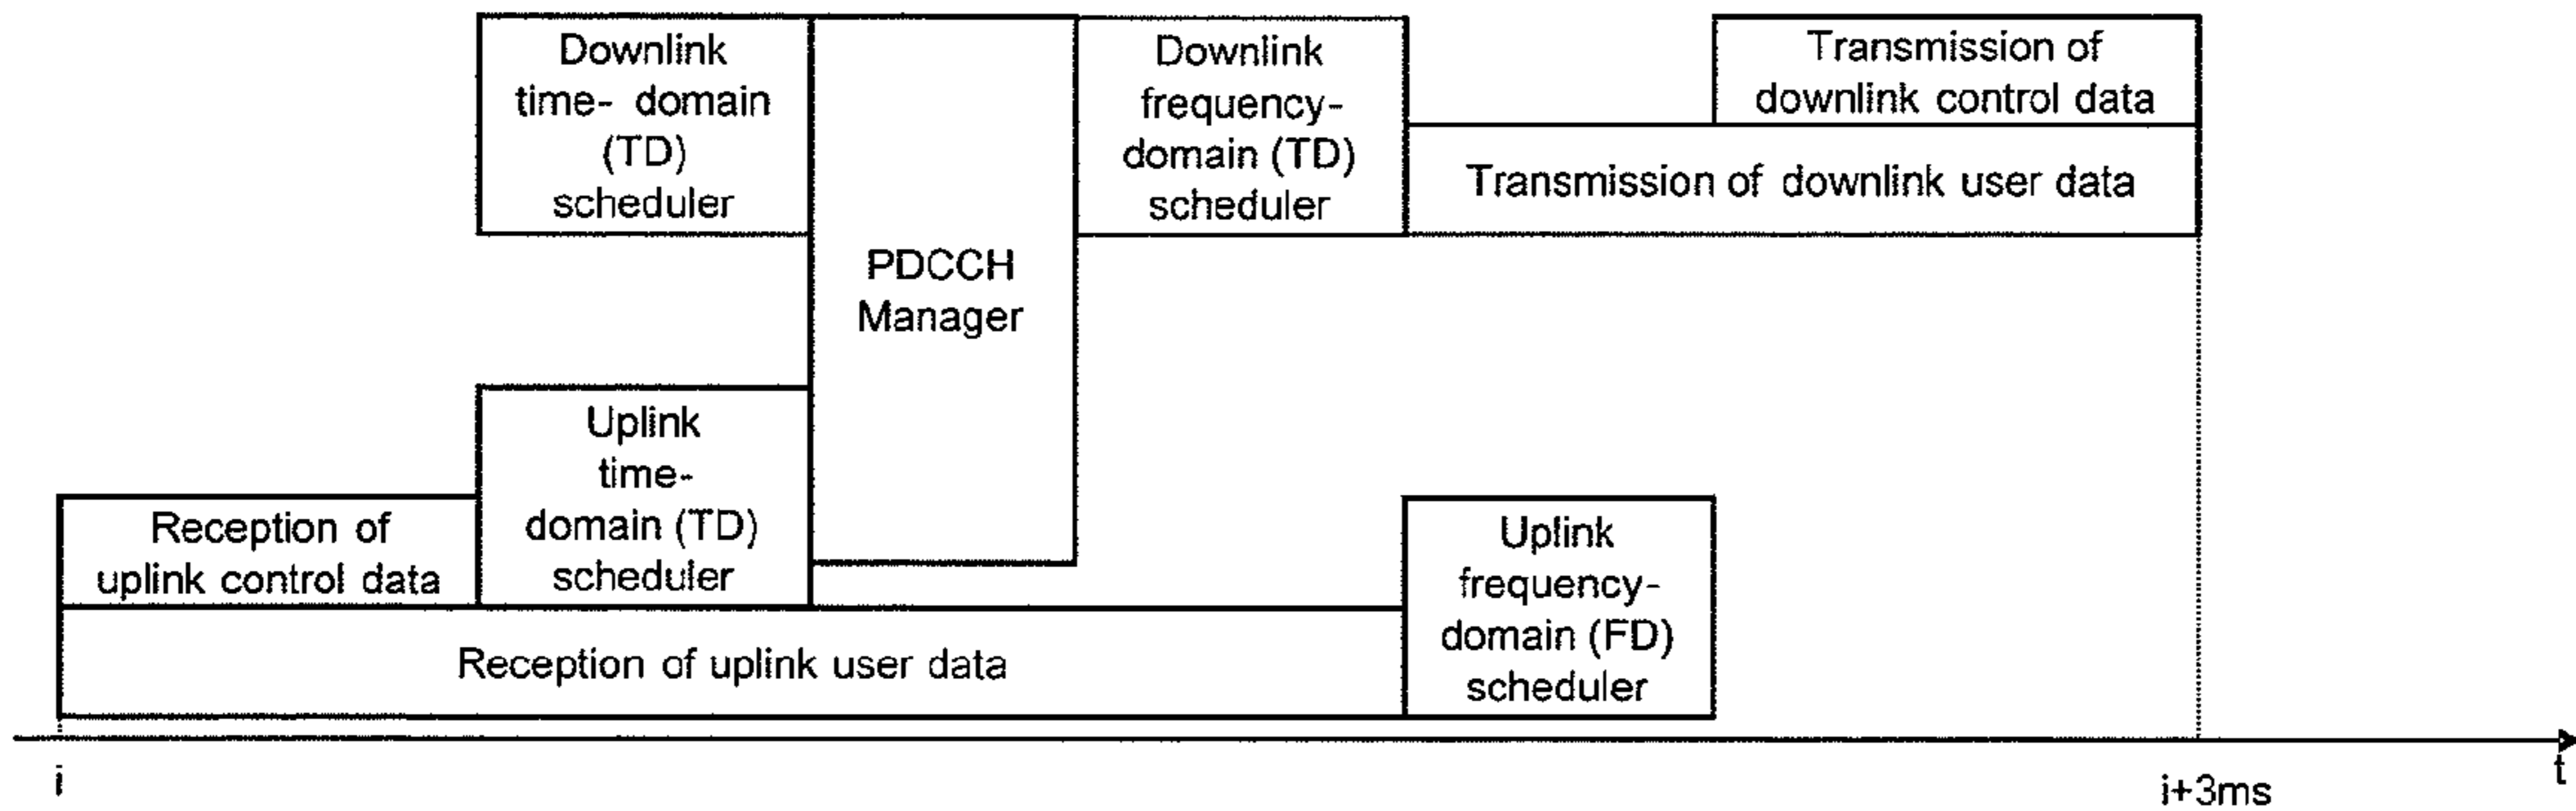 Downlink
time- domain
(TD)
scheduler
PDCCH
Manager
Downlink
frequency-
domain (TD)
scheduler
Transmission of
downlink control data
Transmission of downlink user data
Reception of
uplink control data
Uplink
time-
domain (TD)
scheduler
Reception of uplink user data
Uplink
frequency-
domain (FD)
scheduler
i
i+3ms
t